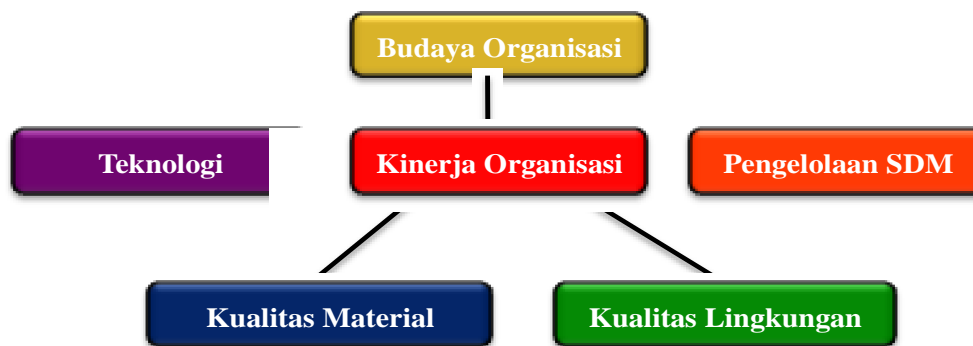 Budaya Organisasi
Teknologi
Kinerja Organisasi
Pengelolaan SDM
Kualitas Material
Kualitas Lingkungan